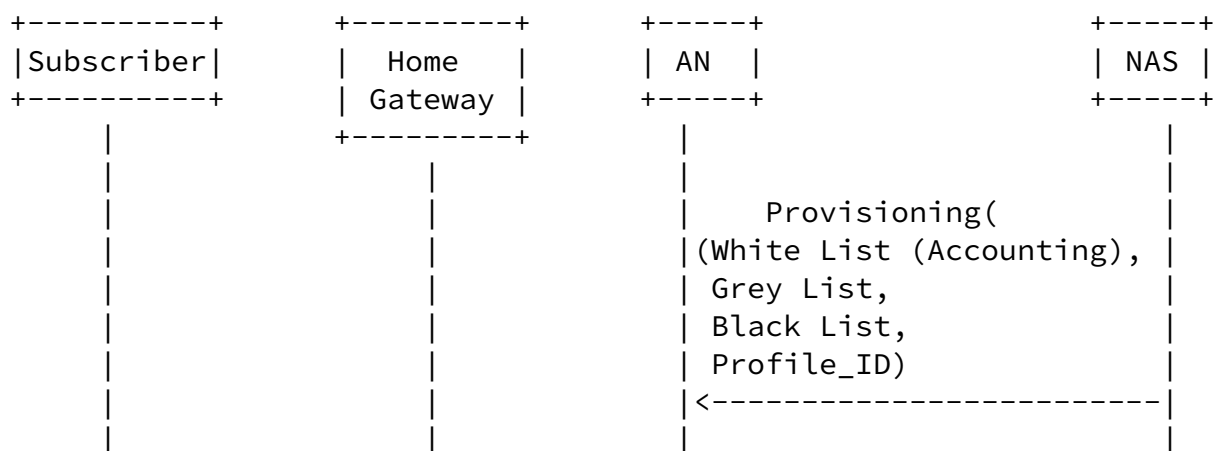 Subscriber
Home
Gateway
AN
NAS
Provisioning(
(White List (Accounting),
Grey List,
Black List,
Profile_ID)